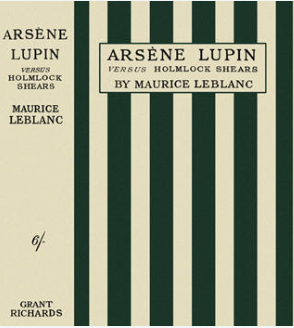 ARSÈNE
LUPIN
VERSUS
HOLMLOCK
SHEARS
MAURICE
LEBLANC
6/-
GRANT
RICHARDS
ARSÈNE LUPIN
VERSUS HOLMLOCK SHEARS
BY MAURICE LEBLANC